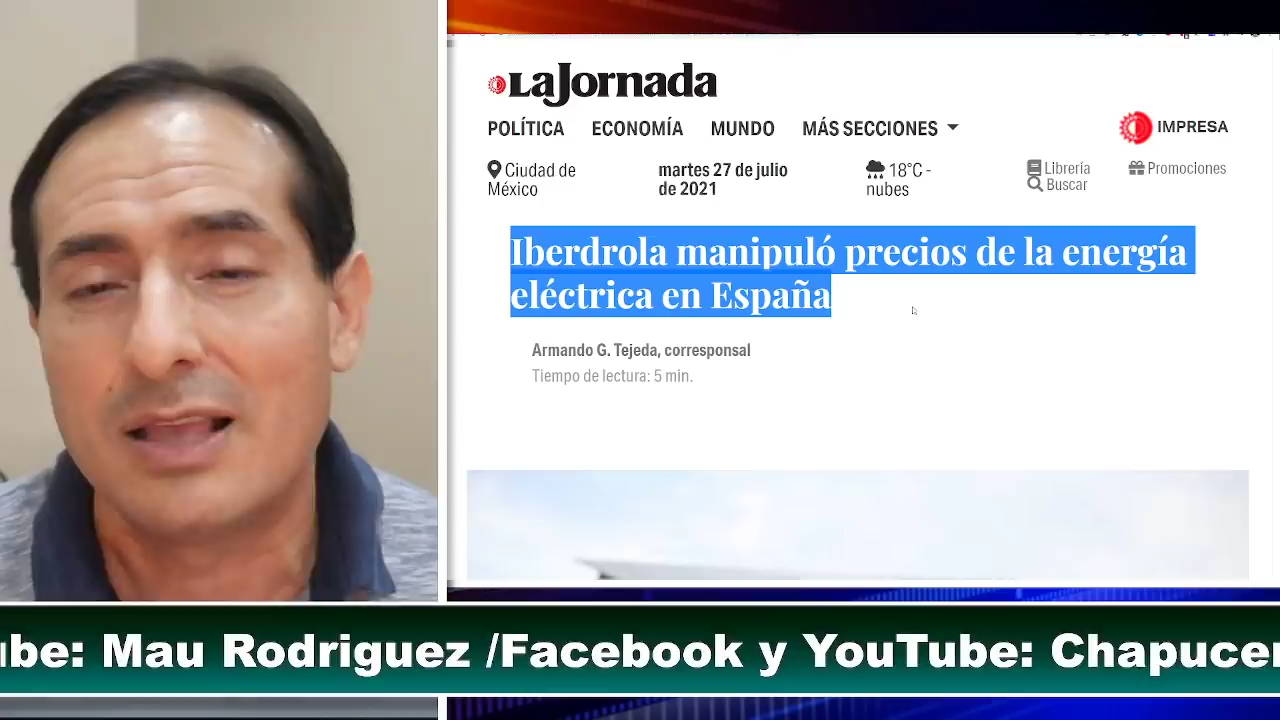 LaJornada
POLÍTICA ECONOMÍA MUNDO MÁS SECCIONES IMPRESA
Ciudad de México
martes 27 de julio de 2021
18°C - nubes
Librería
Buscar
Promociones
Iberdrola manipuló precios de la energía
eléctrica en España
Armando G. Tejeda, corresponsal
Tiempo de lectura: 5 min.
be: Mau Rodriguez /Facebook y YouTube: Chapucer